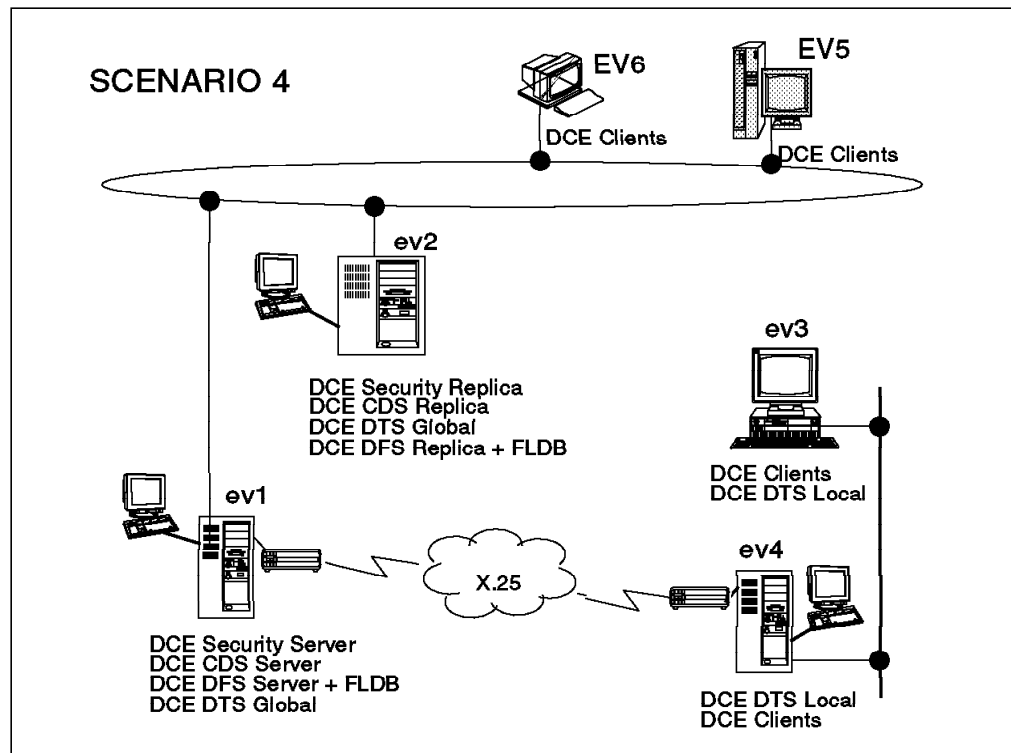 SCENARIO 4
EV6
EV5
DCE Clients
DCE Clients
ev2
DCE Security Replica
DCE CDS Replica
DCE DTS Global
DCE DFS Replica + FLDB
ev3
DCE Clients
DCE DTS Local
ev1
X.25
ev4
DCE Security Server
DCE CDS Server
DCE DFS Server + FLDB
DCE DTS Global
DCE DTS Local
DCE Clients